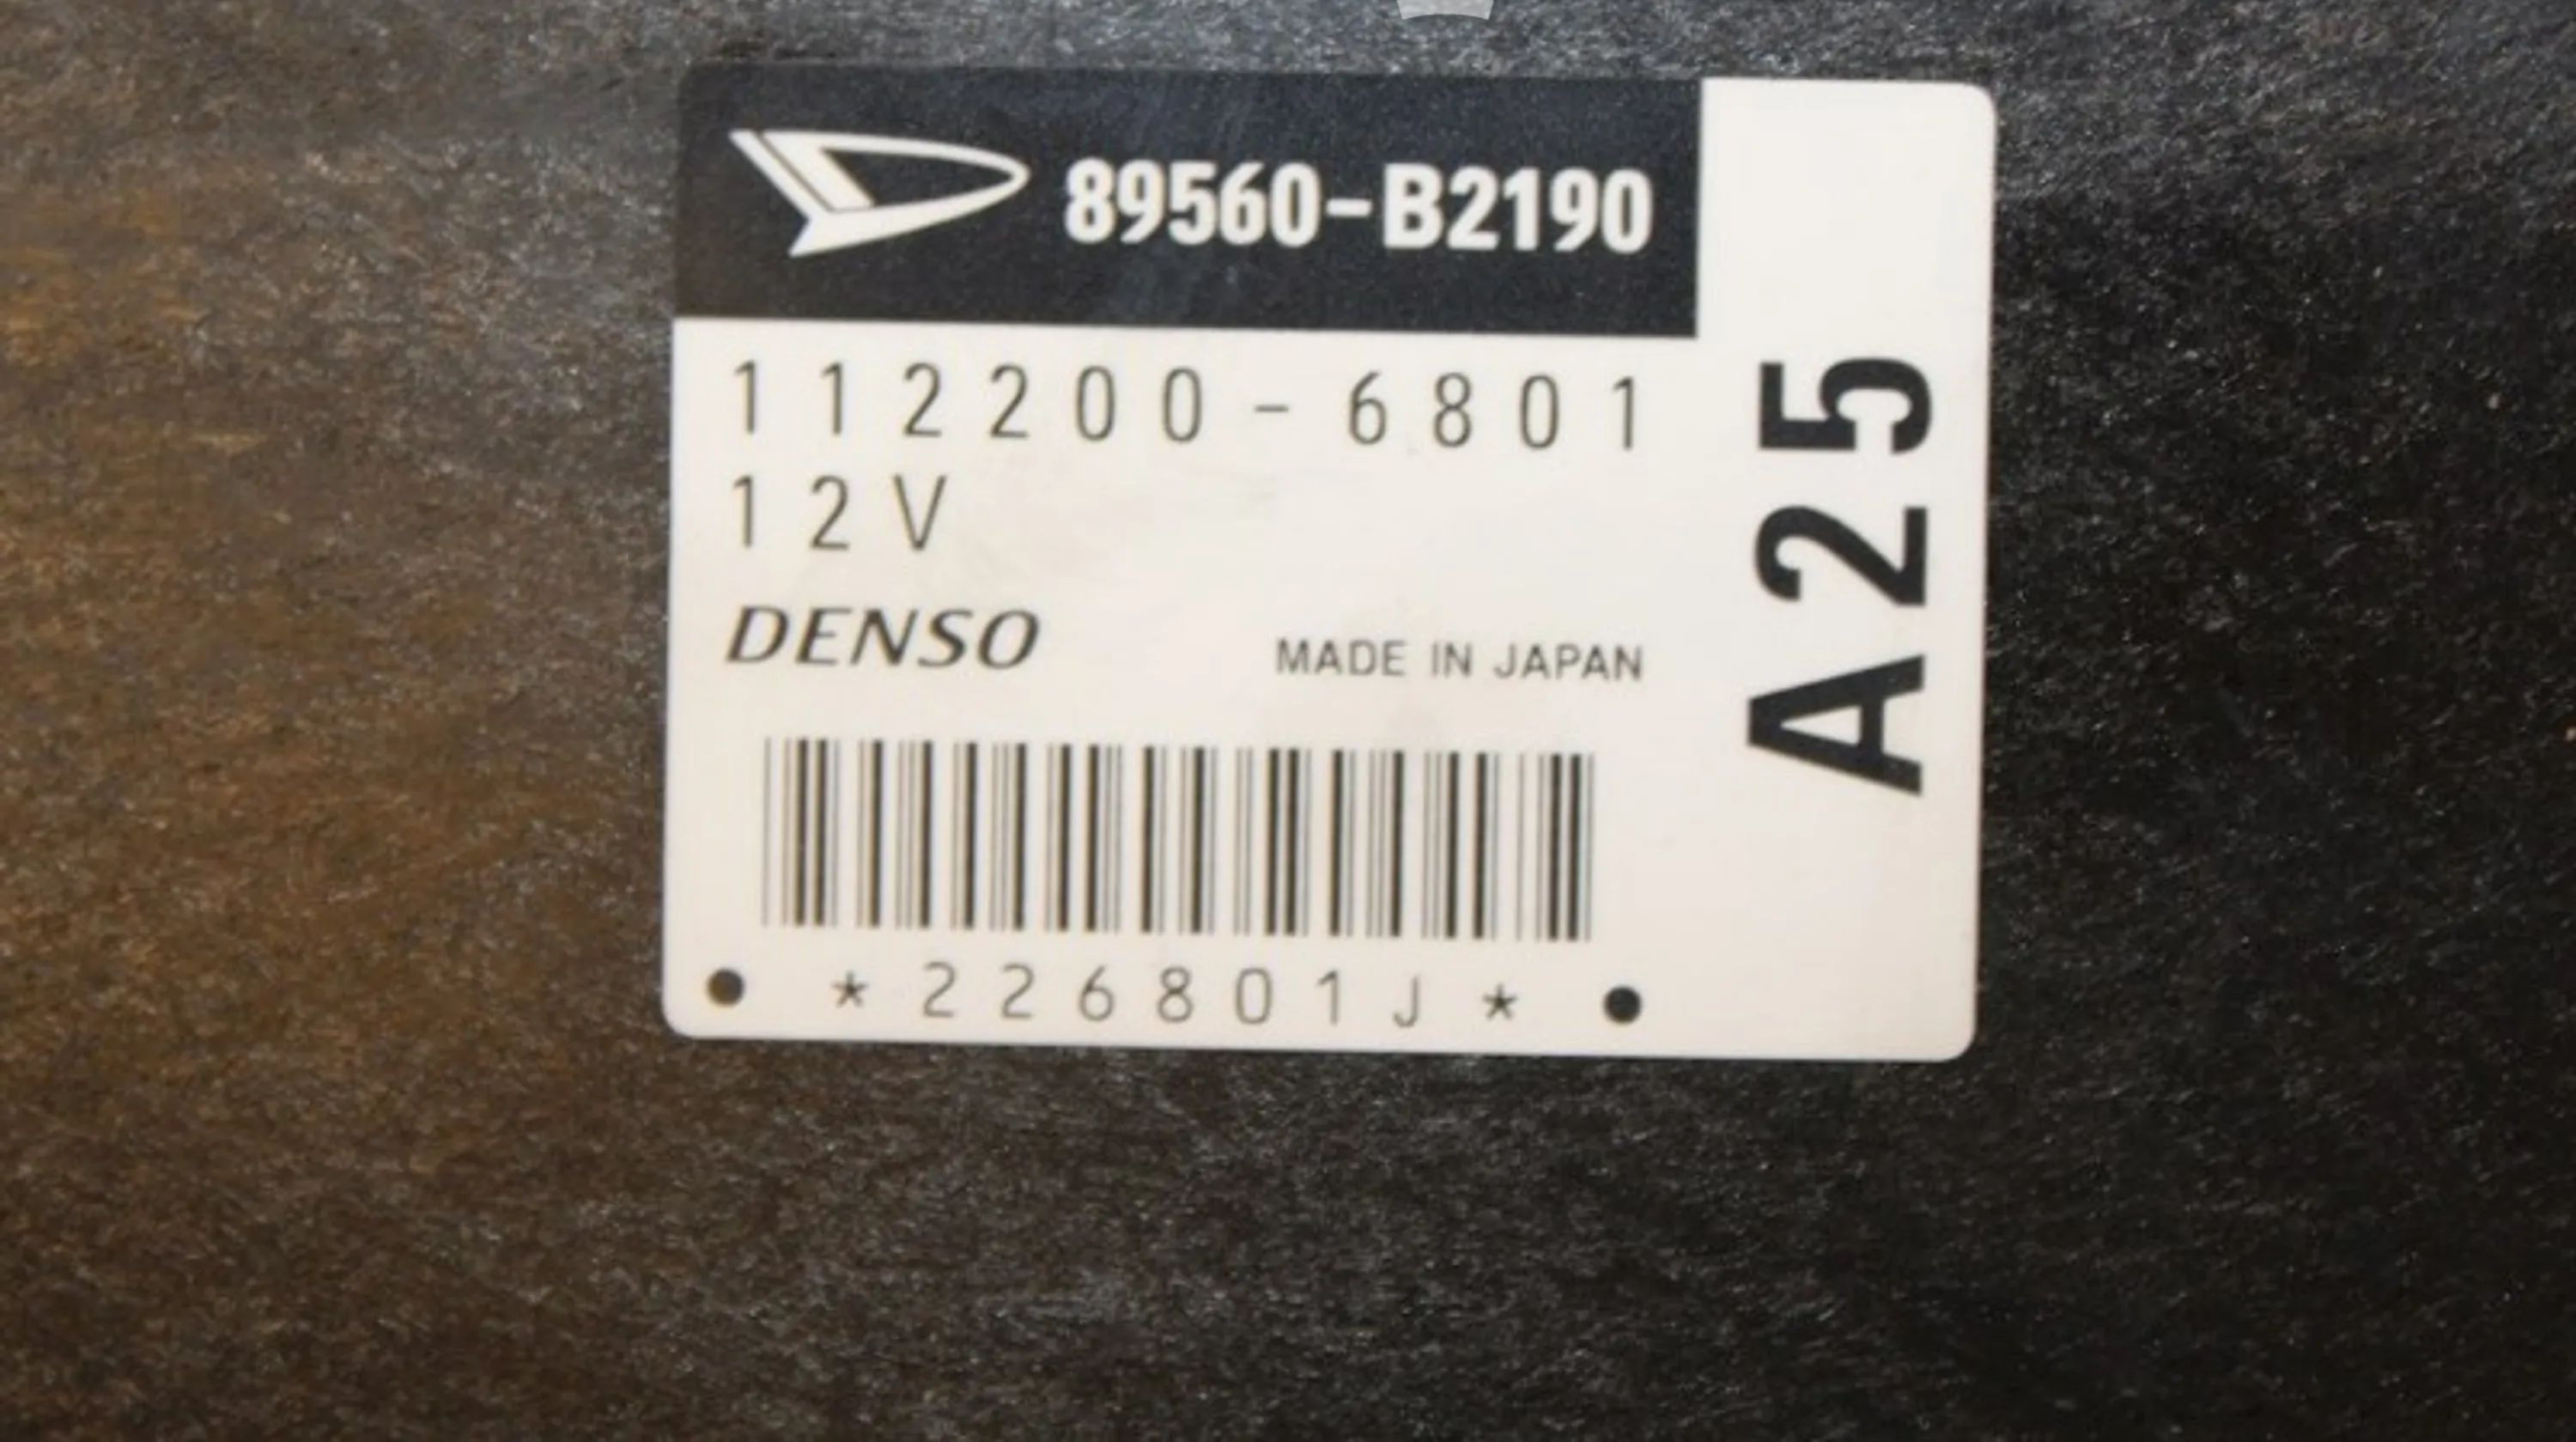 89560-B2190
112200-6801
12V
DENSO
MADE IN JAPAN
*226801J*
A25